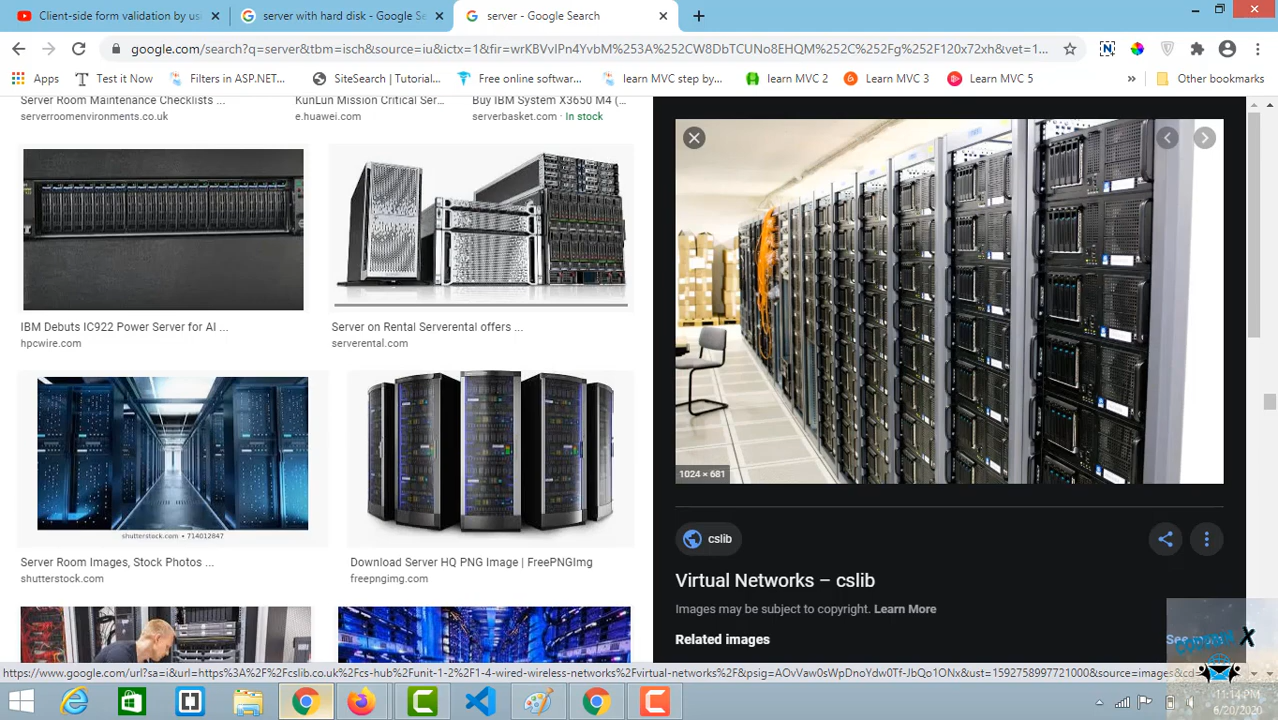 Client-side form validation by us
server with hard disk - Google Se
server - Google Search
google.com/search?q=server&tbm=isch&source=iu&ictx=1&fir=wrKBVvIPn4YvbM%253A%252CW8DbTCUNo8EHQM%252C%252Fg%252F120x72xh&vet=1...
Apps
Test it Now
Filters in ASP.NET...
SiteSearch | Tutorial...
Free online softwar...
learn MVC step by...
learn MVC 2
Learn MVC 3
Learn MVC 5
»
Other bookmarks
Server Room Maintenance Checklists ...
serverroomenvironments.co.uk
KunLun Mission Critical Ser...
e.huawei.com
Buy IBM System X3650 M4 (...
serverbasket.com · In stock
IBM Debuts IC922 Power Server for AI ...
hpcwire.com
Server on Rental Serverental offers ...
serverental.com
shutterstock.com • 714012847
Server Room Images, Stock Photos ...
shutterstock.com
Download Server HQ PNG Image | FreePNGImg
freepngimg.com
1024 × 681
cslib
Virtual Networks – cslib
Images may be subject to copyright. Learn More
Related images
https://www.google.com/url?sa=i&url=https%3A%2F%2Fcslib.co.uk%2Fcs-hub%2Funit-1-2%2F1-4-wired-wireless-networks%2Fvirtual-networks%2F&psig=AOvVaw0sWpDnoYdw0Tf-JbQo1ONx&ust=1592758997721000&source=images&cd=
11:14 PM
6/20/2020